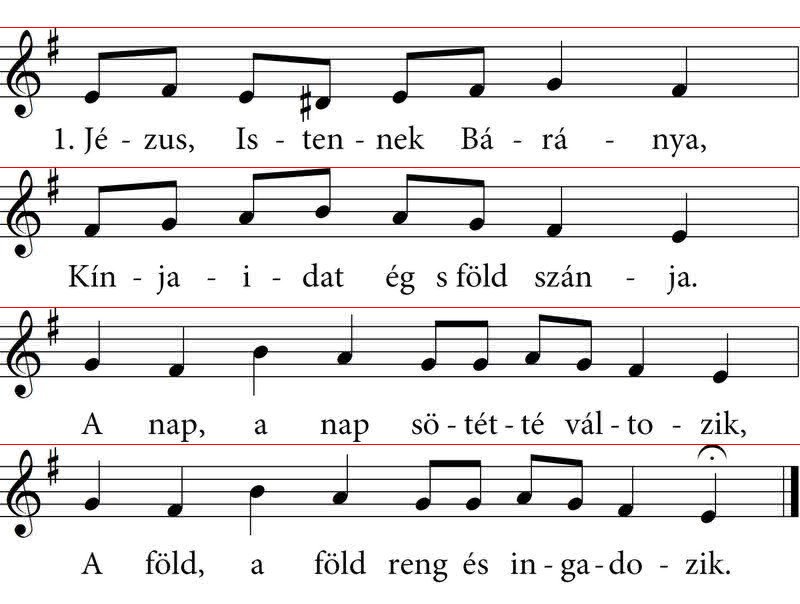 1. Jé - zus, Is - ten - nek Bá - rá - nya,
Kín - ja - i - dat ég s föld szán - ja.
A nap, a nap sö - tét - té vál - to - zik,
A föld, a föld reng és in - ga - do - zik.